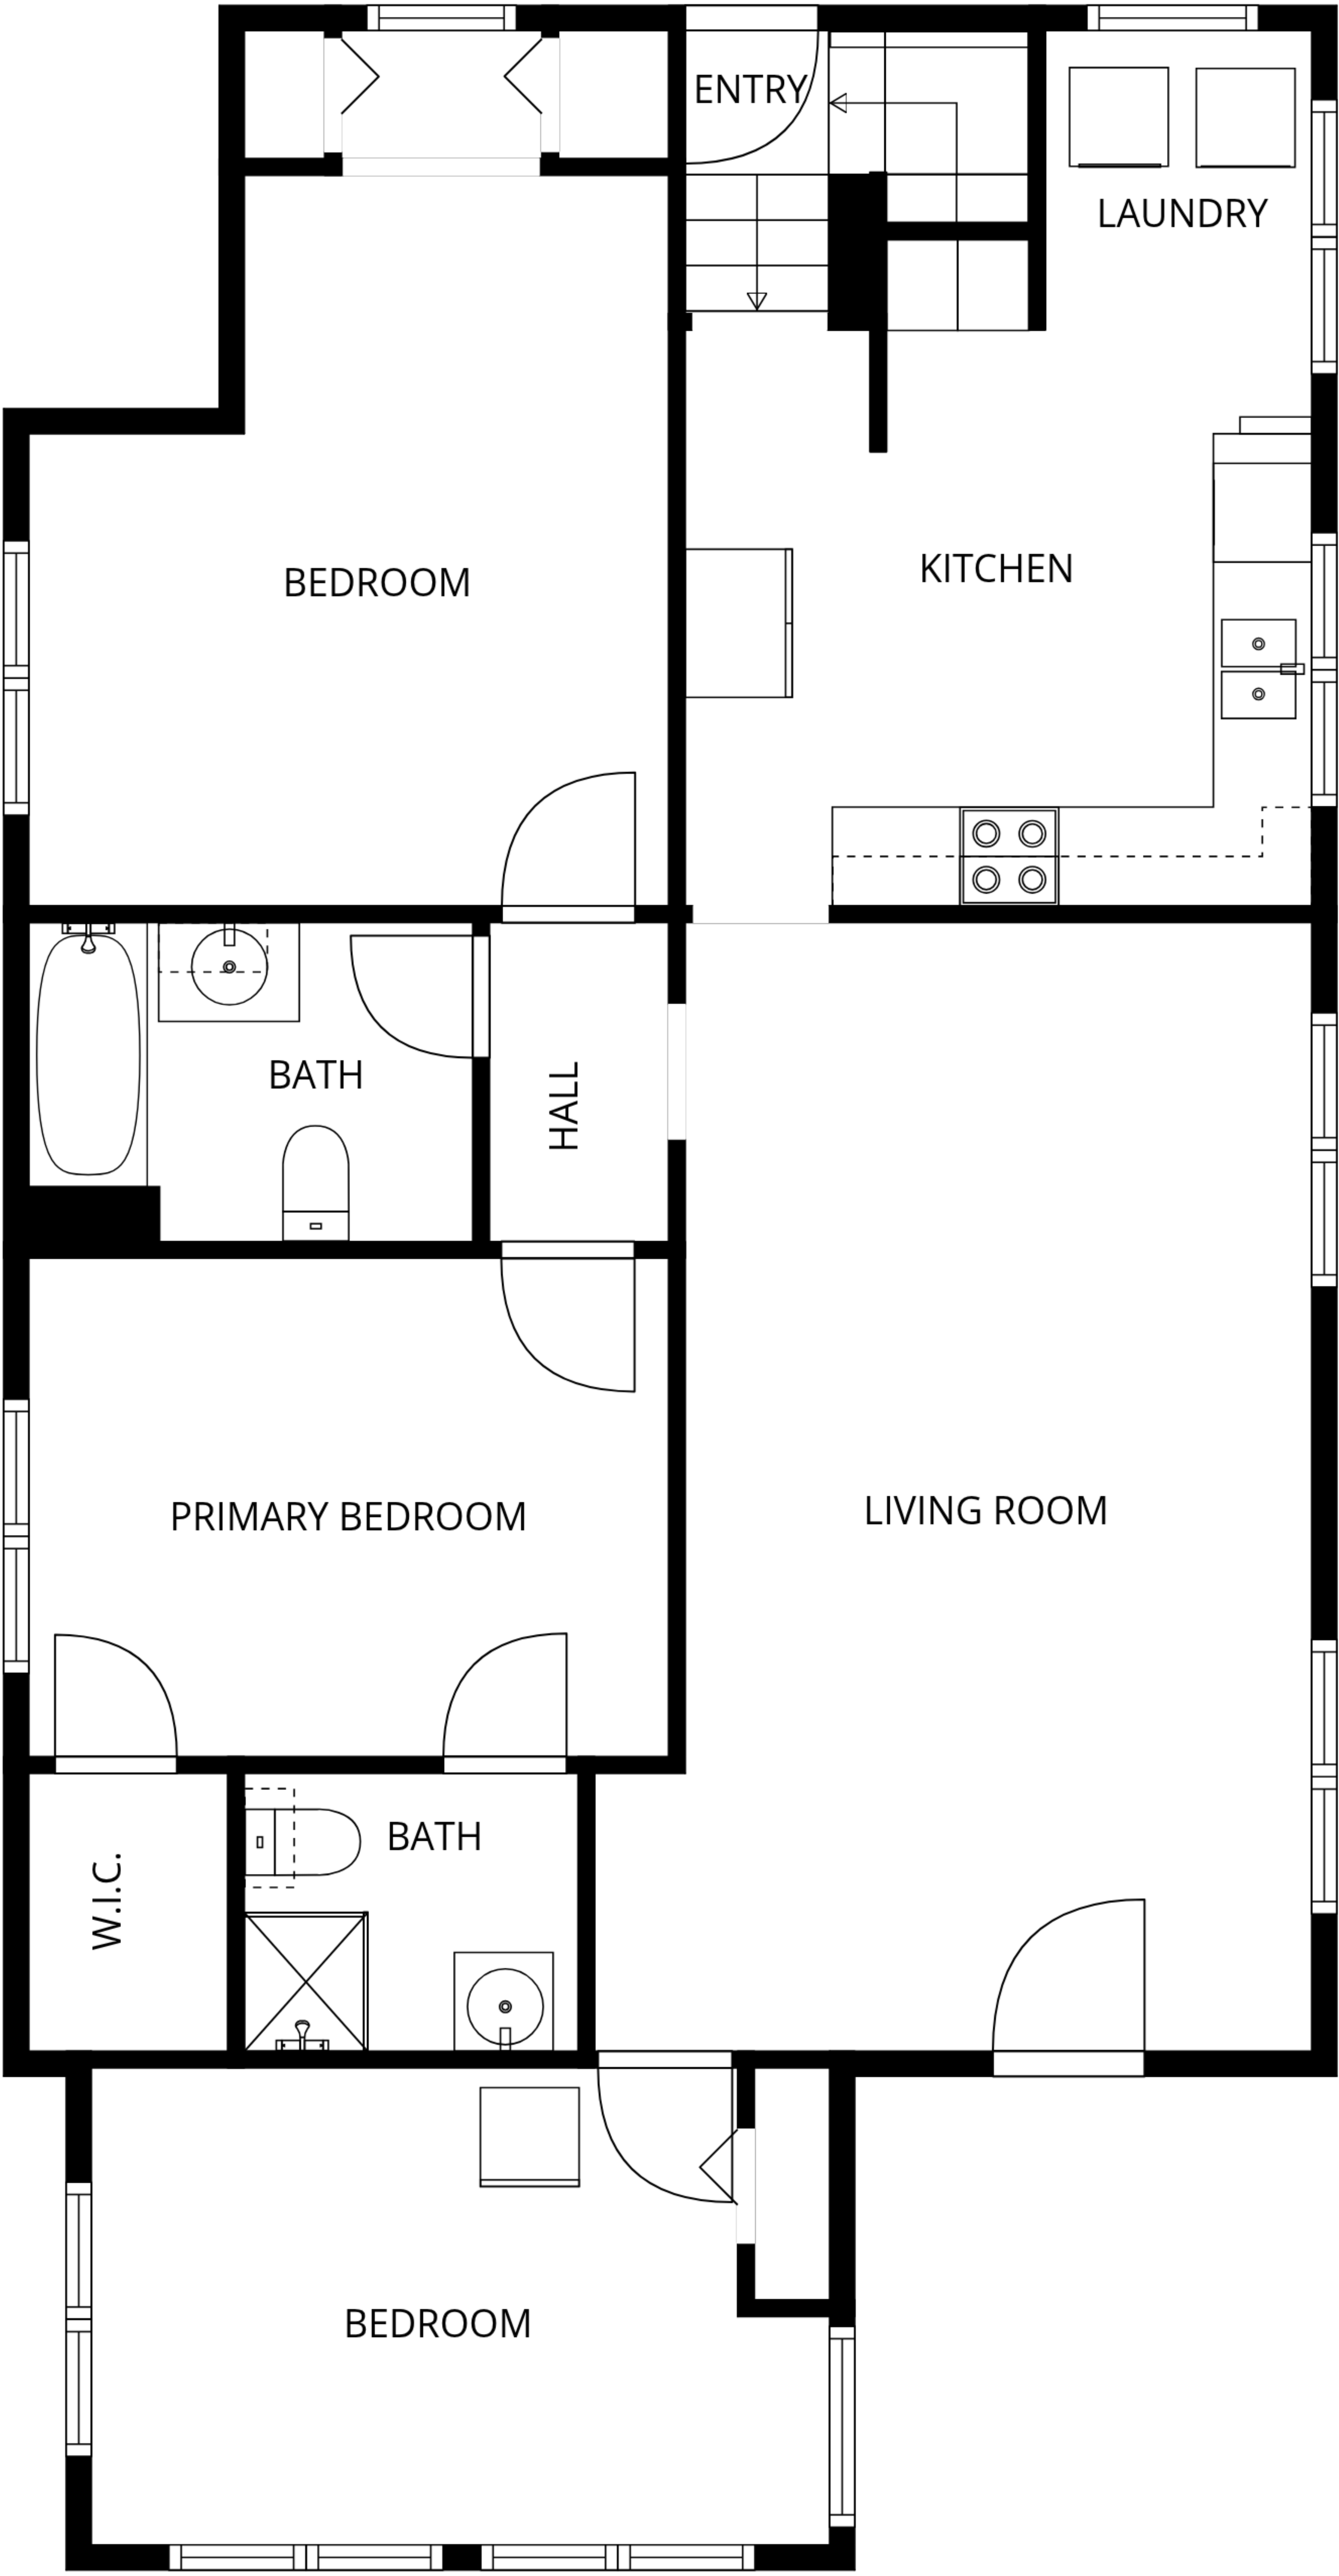 ENTRY
LAUNDRY
BEDROOM
KITCHEN
BATH
HALL
PRIMARY BEDROOM
LIVING ROOM
BATH
W.I.C.
BEDROOM